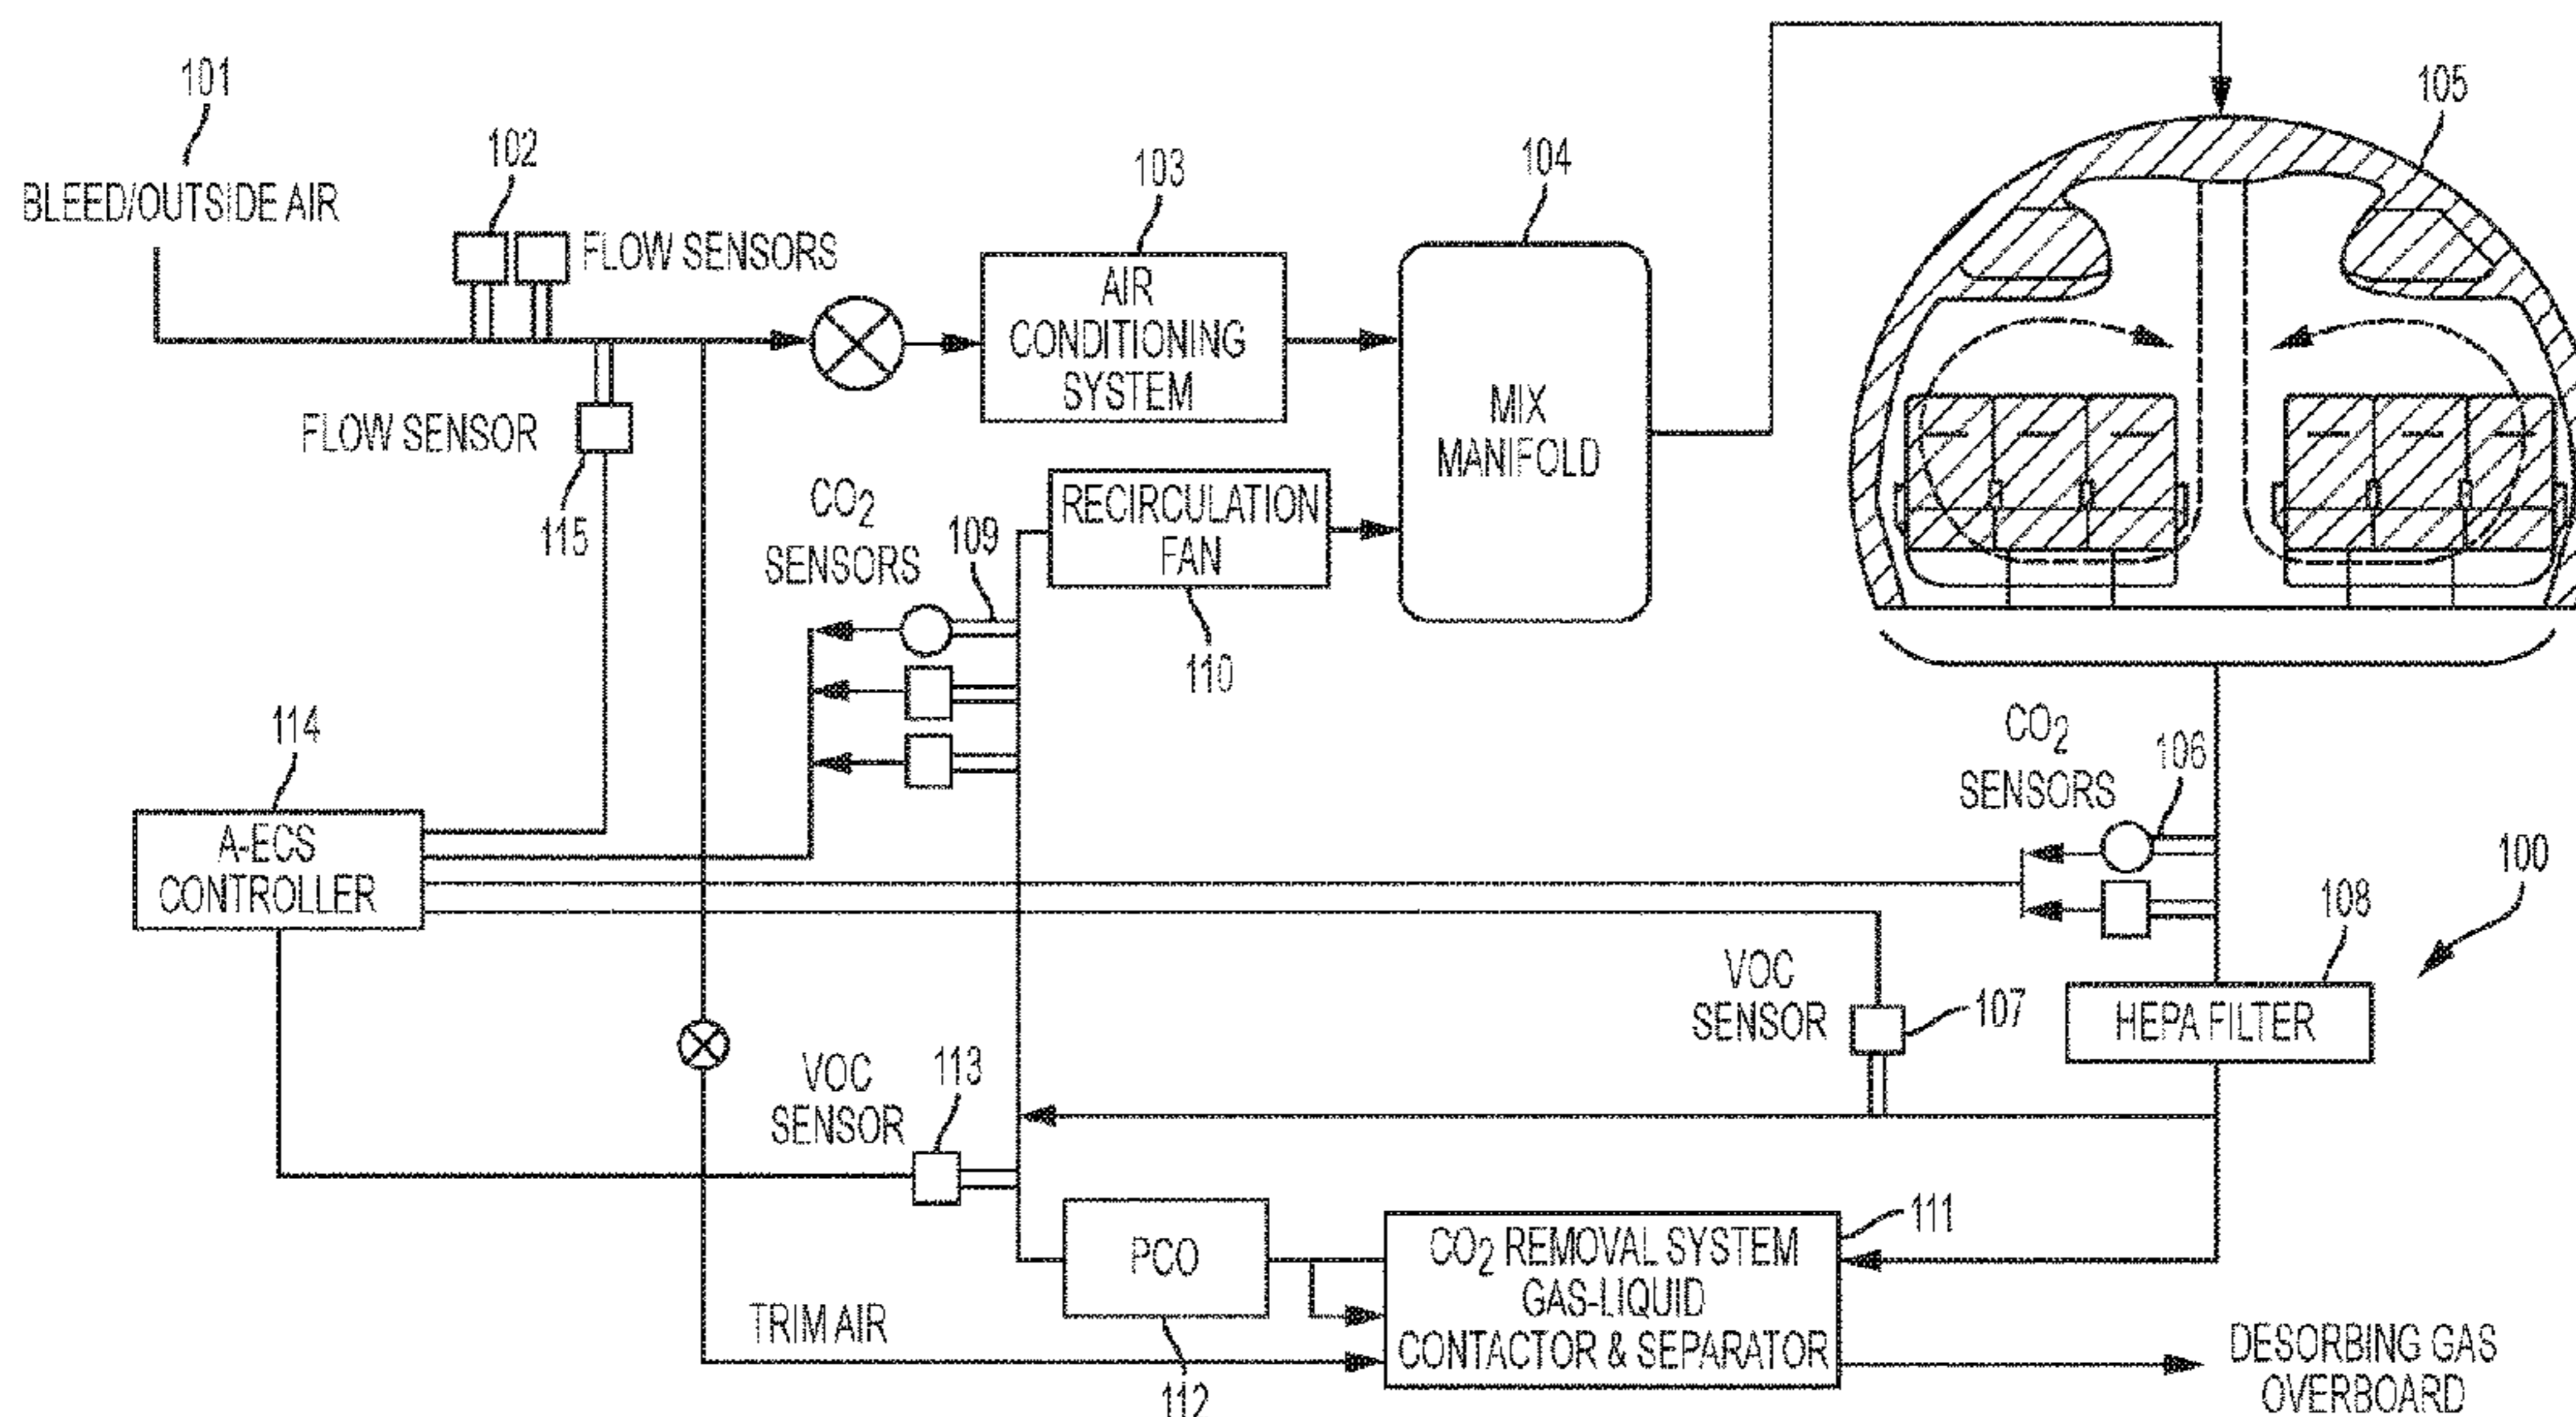 101
BLEED/OUTSIDE AIR
102
FLOW SENSORS
103
AIR
CONDITIONING
SYSTEM
104
MIX
MANIFOLD
105
FLOW SENSOR
115
CO2
SENSORS
109
RECIRCULATION
FAN
110
114
A-ECS
CONTROLLER
CO2
SENSORS
106
100
108
HEPA FILTER
VOC
SENSOR
107
VOC
SENSOR
113
PCO
112
CO2 REMOVAL SYSTEM
GAS-LIQUID
CONTACTOR & SEPARATOR
111
TRIM AIR
DESORBING GAS
OVERBOARD